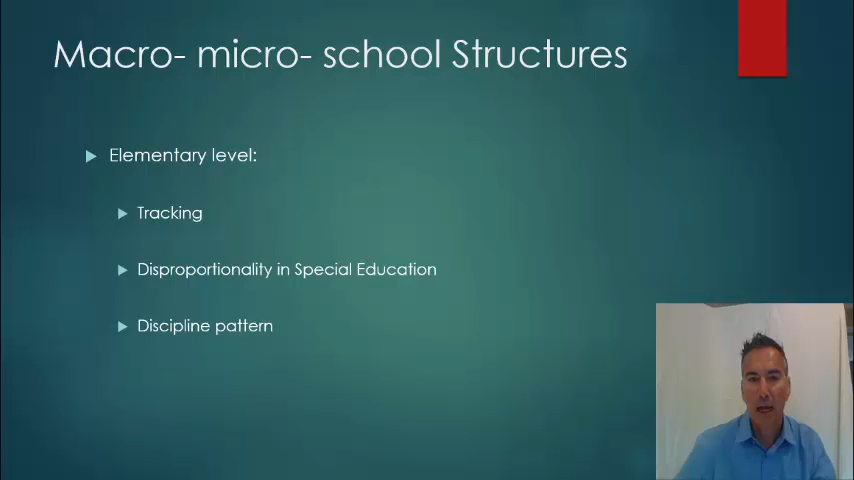 Macro- micro- school Structures
Elementary level:
Tracking
Disproportionality in Special Education
Discipline pattern